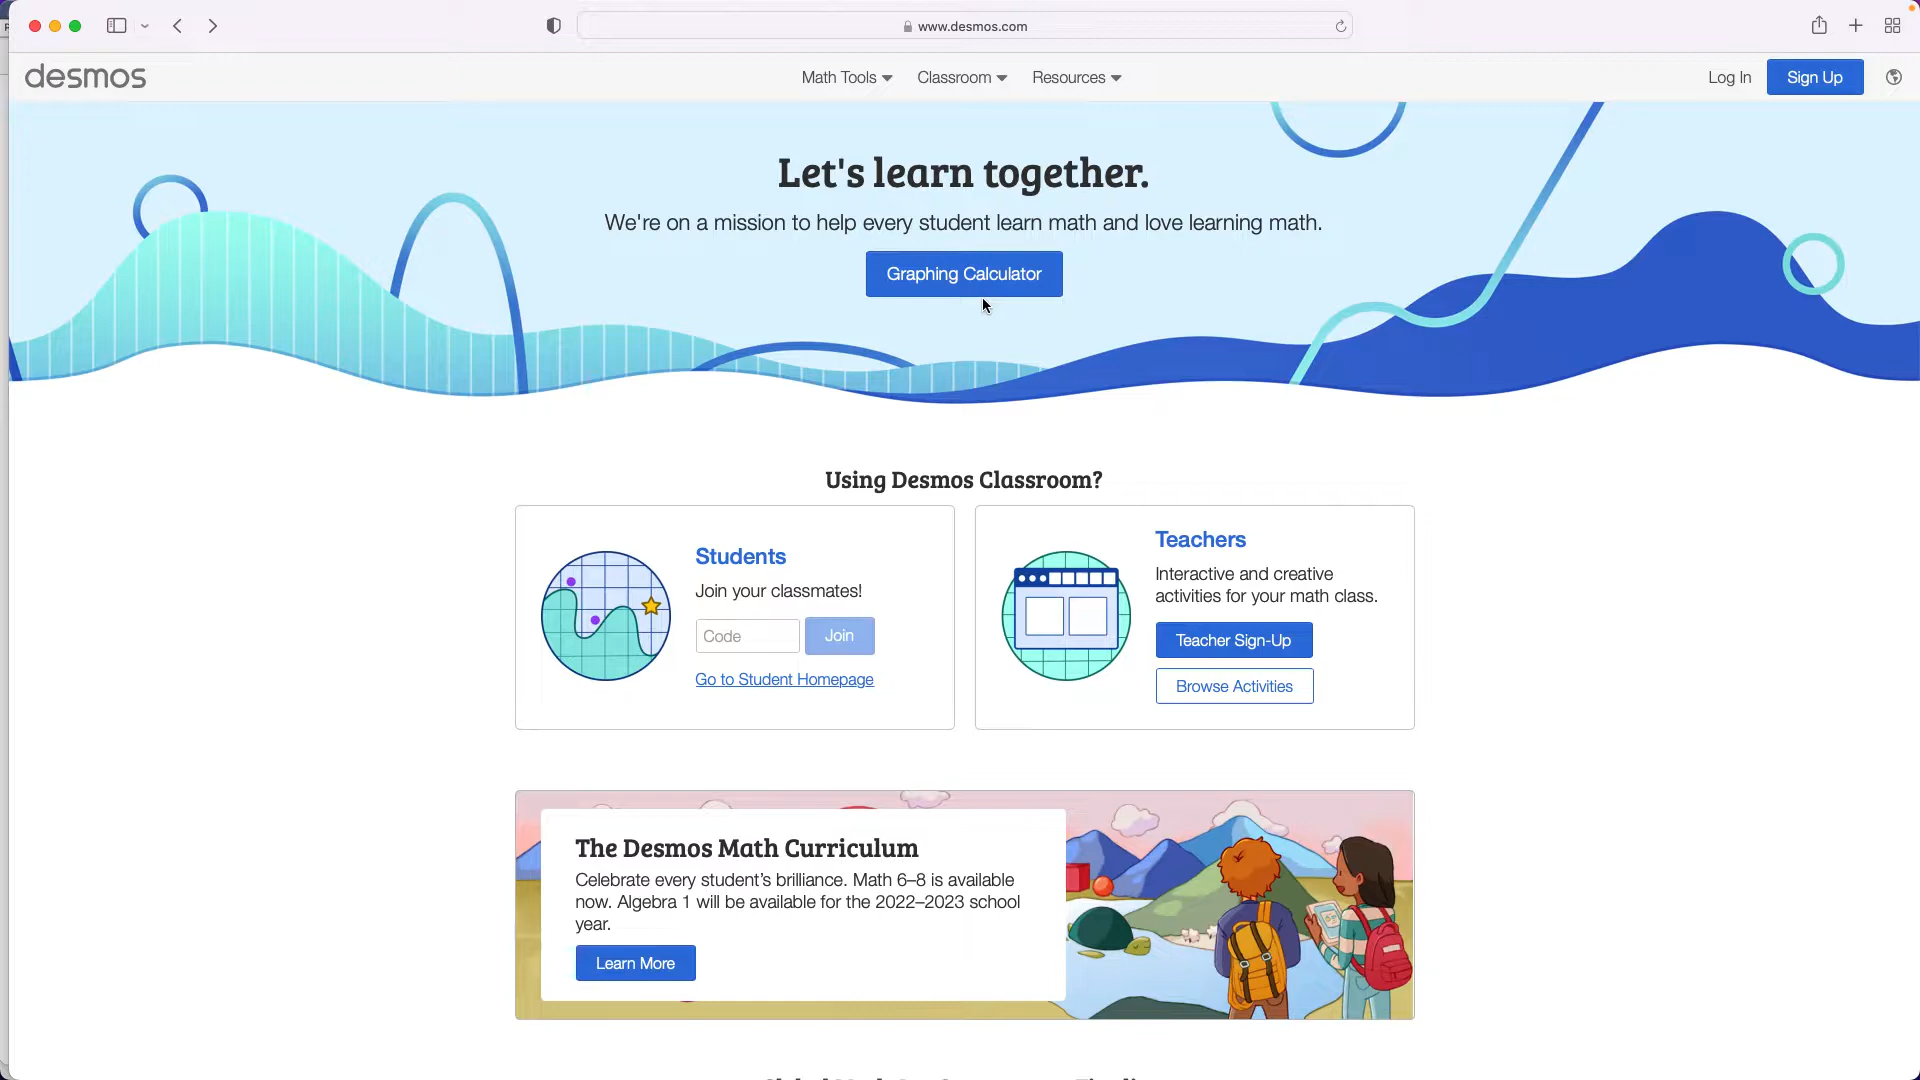 www.desmos.com
desmos
Math Tools
Classroom
Resources
Log In
Sign Up
Let's learn together.
We're on a mission to help every student learn math and love learning math.
Graphing Calculator
Using Desmos Classroom?
Students
Join your classmates!
Code
Join
Go to Student Homepage
Teachers
Interactive and creative
activities for your math class.
Teacher Sign-Up
Browse Activities
The Desmos Math Curriculum
Celebrate every student’s brilliance. Math 6–8 is available
now. Algebra 1 will be available for the 2022–2023 school
year.
Learn More